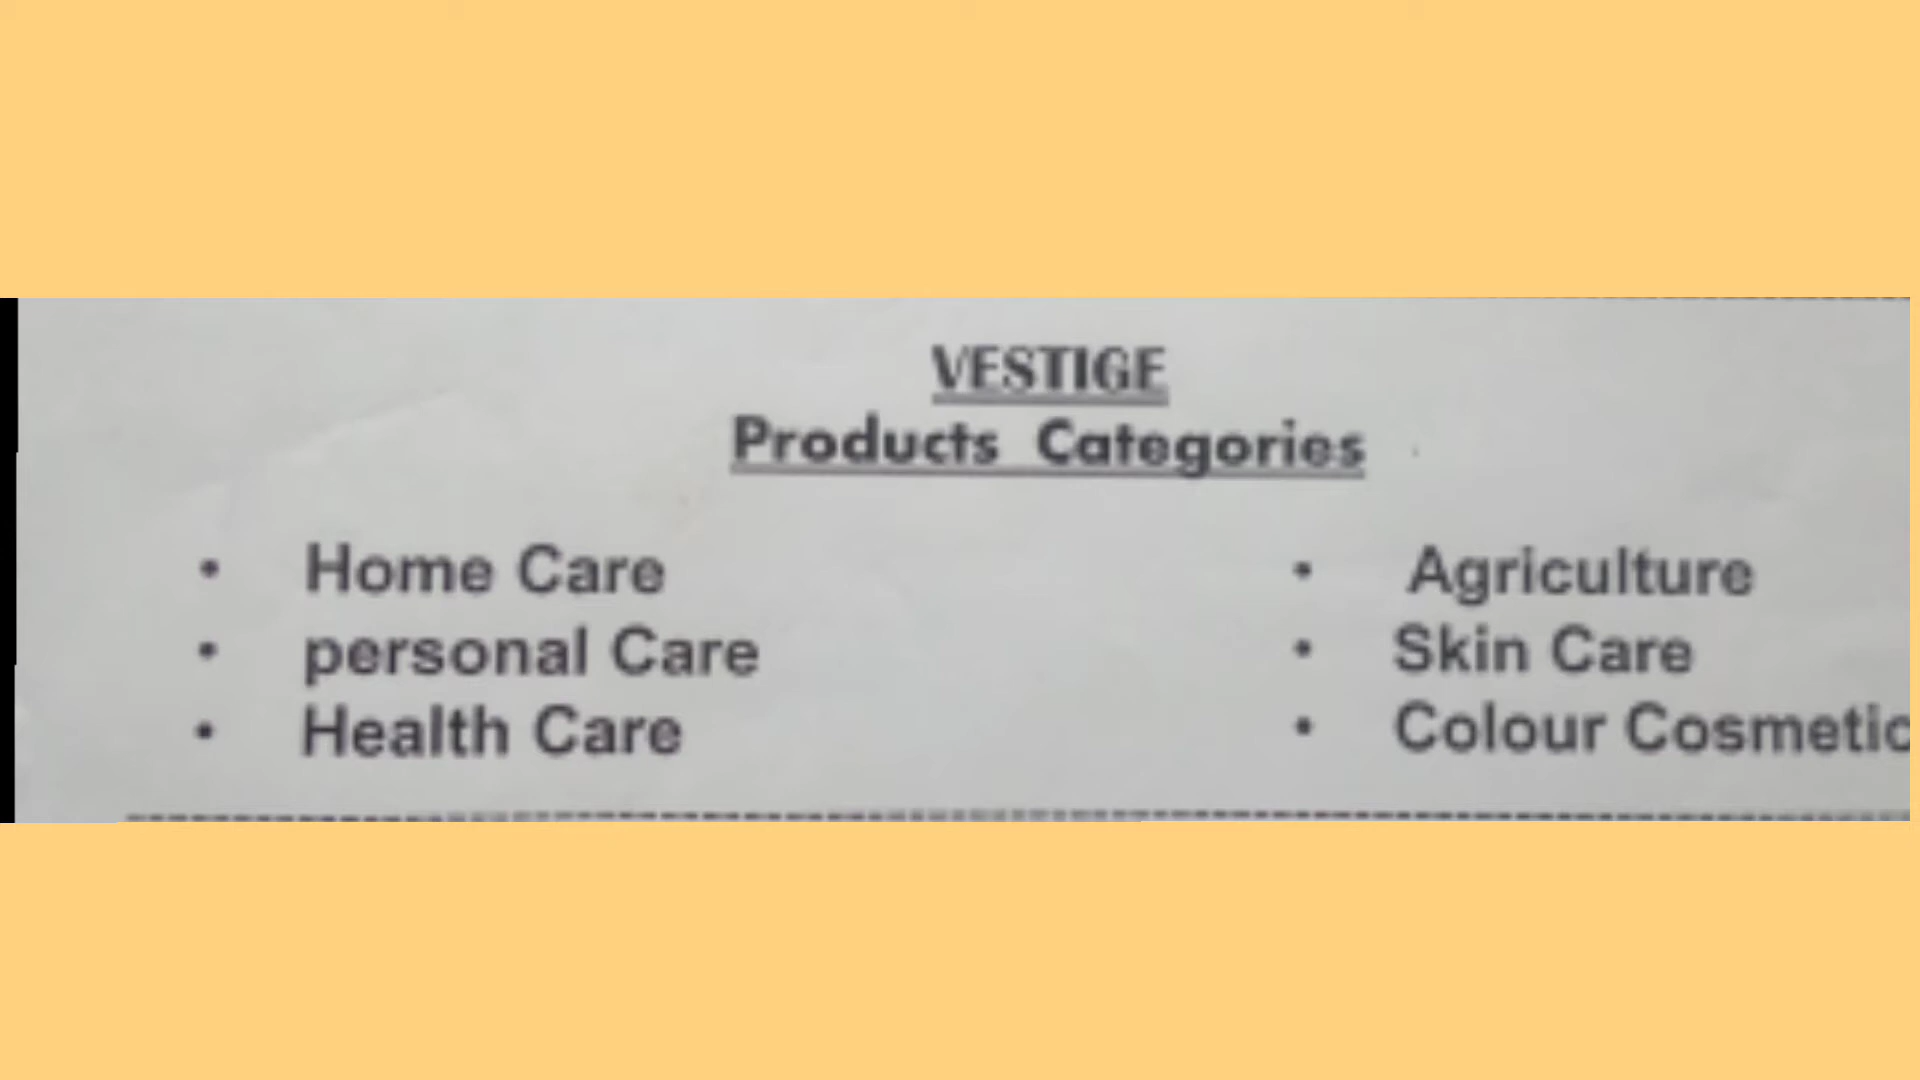 VESTIGE
Products Categories
• Home Care
• personal Care
• Health Care
• Agriculture
• Skin Care
• Colour Cosmetic